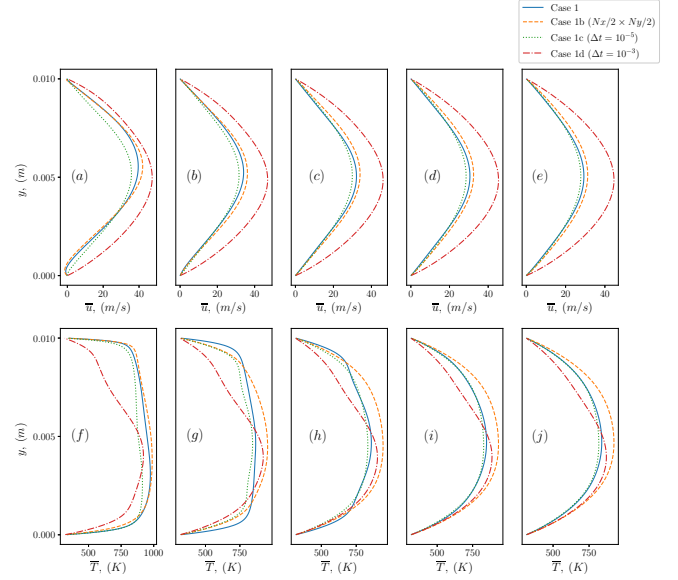 Case 1
Case 1b (Nx/2 × Ny/2)
Case 1c (Δt = 10⁻⁵)
Case 1d (Δt = 10⁻³)
0.010
0.005
0.000
y, (m)
(a)
(b)
(c)
(d)
(e)
0 20 40
0 20 40
0 20 40
0 20 40
0 20 40
u̅, (m/s)
u̅, (m/s)
u̅, (m/s)
u̅, (m/s)
u̅, (m/s)
0.010
0.005
0.000
y, (m)
(f)
(g)
(h)
(i)
(j)
500 750 1000
500 750
500 750
500 750
500 750
T̅, (K)
T̅, (K)
T̅, (K)
T̅, (K)
T̅, (K)